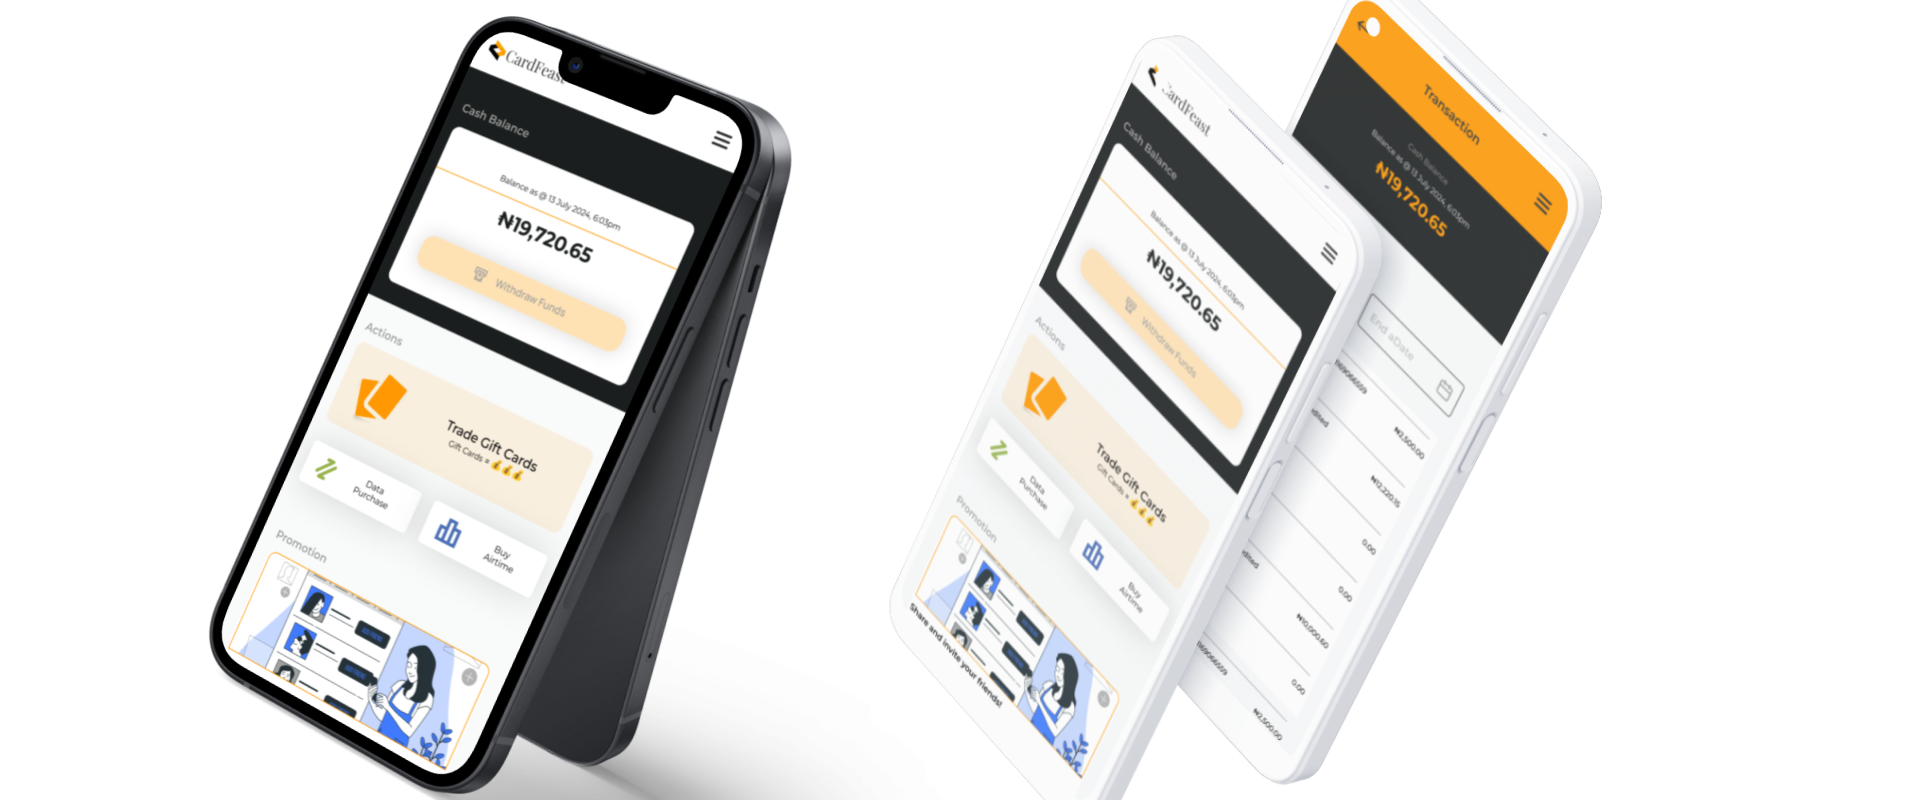 CardFeast
Cash Balance
Balance as @ 13 July 2024, 6:03pm
₦19,720.65
Withdraw Funds
Actions
Trade Gift Cards
Gift Cards = 💰💰💰
Data
Purchase
Buy
Airtime
Promotion
CardFeast
Cash Balance
Balance as @ 13 July 2024, 6:03pm
₦19,720.65
Withdraw Funds
Actions
Trade Gift Cards
Gift Cards = 💰💰💰
Data
Purchase
Buy
Airtime
Promotion
Share and invite your friends!
Transaction
Cash Balance
Balance as @ 13 July 2024, 6:03pm
₦19,720.65
End aDate
₦2,500.00
₦12,220.15
0.00
0.00
₦10,000.60
0.00
₦2,500.00